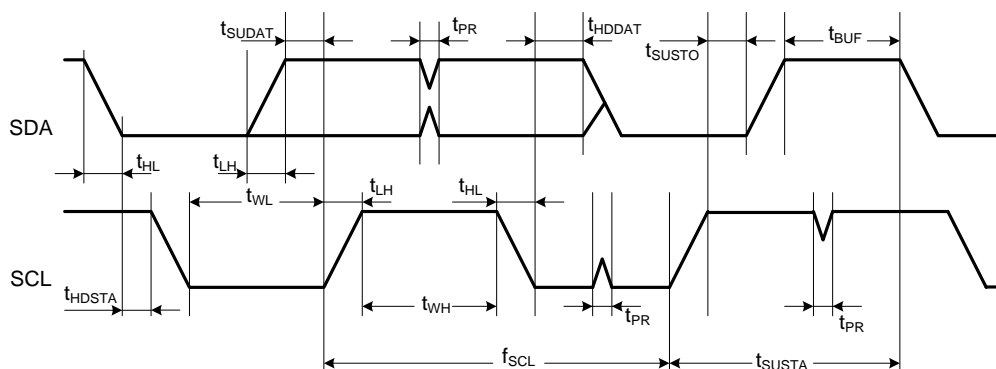 tSUDAT
tPR
tHDDAT
tSUSTO
tBUF
SDA
tHL
tLH
tWL
tLH
tHL
SCL
tHDSTA
tWH
tPR
tPR
fSCL
tSUSTA